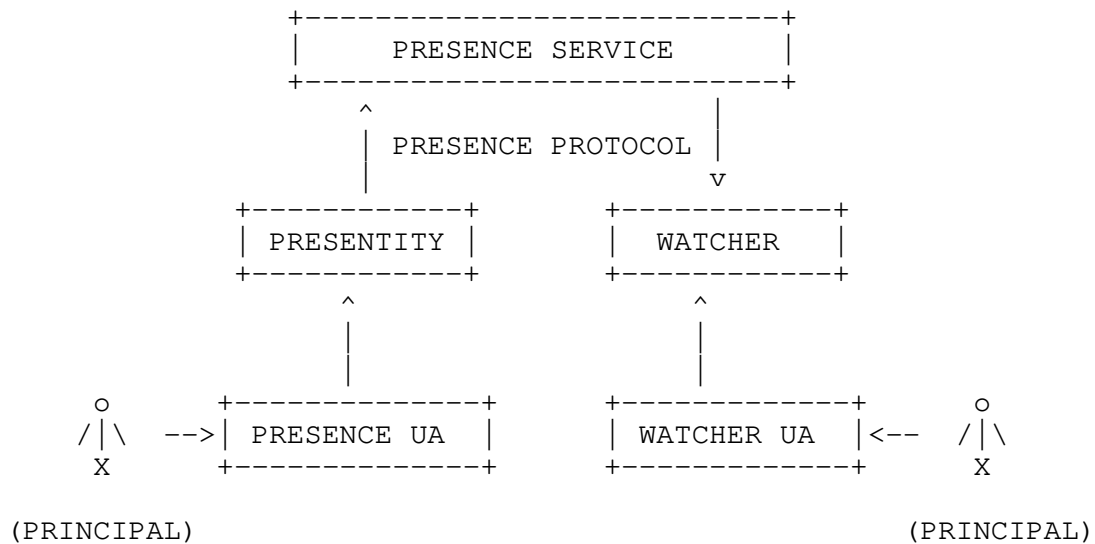 PRESENCE SERVICE
PRESENCE PROTOCOL
PRESENTITY WATCHER
PRESENCE UA WATCHER UA
(PRINCIPAL) (PRINCIPAL)